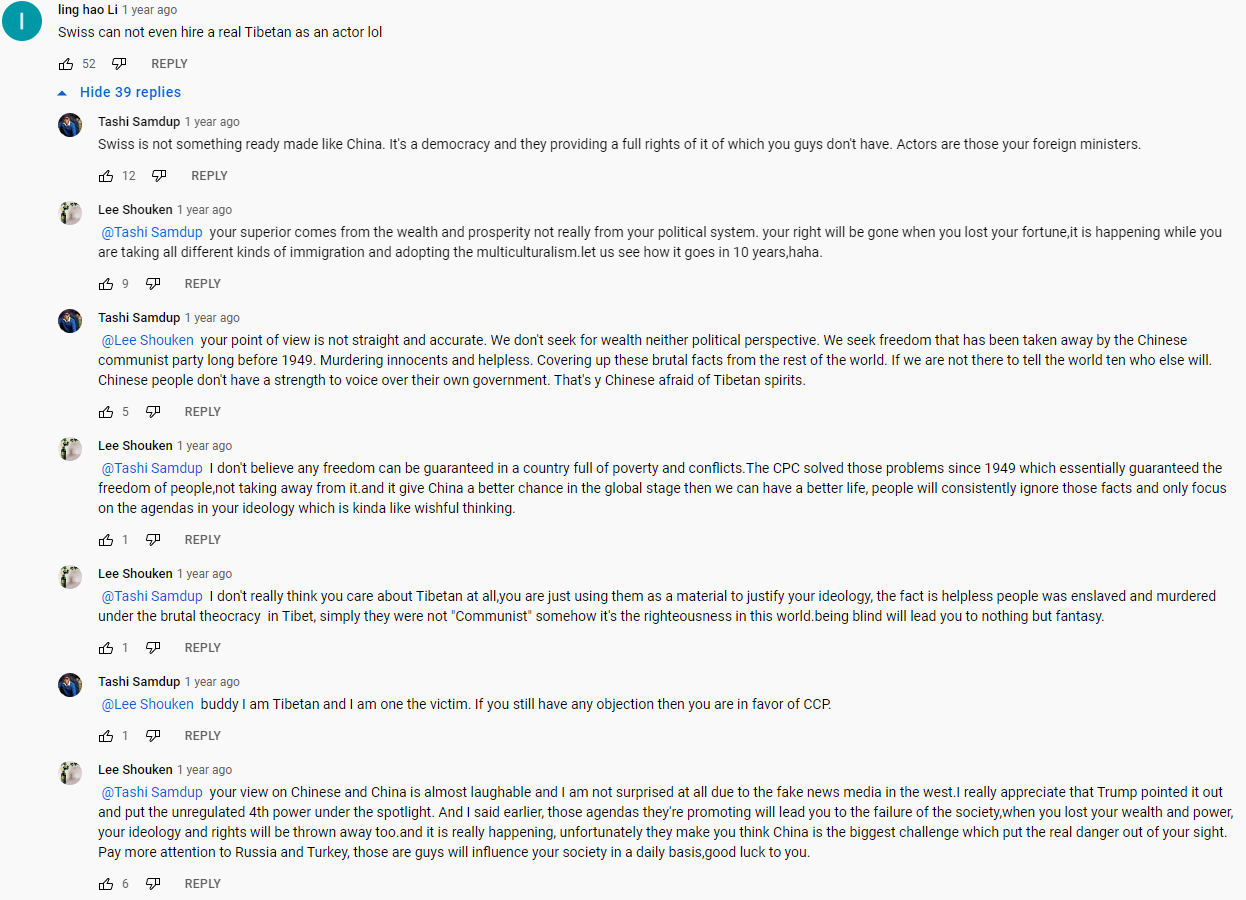 I
ling hao Li 1 year ago
Swiss can not even hire a real Tibetan as an actor lol
52 REPLY
Hide 39 replies
Tashi Samdup 1 year ago
Swiss is not something ready made like China. It's a democracy and they providing a full rights of it of which you guys don't have. Actors are those your foreign ministers.
12 REPLY
Lee Shouken 1 year ago
@Tashi Samdup your superior comes from the wealth and prosperity not really from your political system. your right will be gone when you lost your fortune,it is happening while you
are taking all different kinds of immigration and adopting the multiculturalism.let us see how it goes in 10 years,haha.
9 REPLY
Tashi Samdup 1 year ago
@Lee Shouken your point of view is not straight and accurate. We don't seek for wealth neither political perspective. We seek freedom that has been taken away by the Chinese
communist party long before 1949. Murdering innocents and helpless. Covering up these brutal facts from the rest of the world. If we are not there to tell the world ten who else will.
Chinese people don't have a strength to voice over their own government. That's y Chinese afraid of Tibetan spirits.
5 REPLY
Lee Shouken 1 year ago
@Tashi Samdup I don't believe any freedom can be guaranteed in a country full of poverty and conflicts.The CPC solved those problems since 1949 which essentially guaranteed the
freedom of people,not taking away from it.and it give China a better chance in the global stage then we can have a better life, people will consistently ignore those facts and only focus
on the agendas in your ideology which is kinda like wishful thinking.
1 REPLY
Lee Shouken 1 year ago
@Tashi Samdup I don't really think you care about Tibetan at all,you are just using them as a material to justify your ideology, the fact is helpless people was enslaved and murdered
under the brutal theocracy in Tibet, simply they were not "Communist" somehow it's the righteousness in this world.being blind will lead you to nothing but fantasy.
1 REPLY
Tashi Samdup 1 year ago
@Lee Shouken buddy I am Tibetan and I am one the victim. If you still have any objection then you are in favor of CCP.
1 REPLY
Lee Shouken 1 year ago
@Tashi Samdup your view on Chinese and China is almost laughable and I am not surprised at all due to the fake news media in the west.I really appreciate that Trump pointed it out
and put the unregulated 4th power under the spotlight. And I said earlier, those agendas they're promoting will lead you to the failure of the society,when you lost your wealth and power,
your ideology and rights will be thrown away too.and it is really happening, unfortunately they make you think China is the biggest challenge which put the real danger out of your sight.
Pay more attention to Russia and Turkey, those are guys will influence your society in a daily basis,good luck to you.
6 REPLY